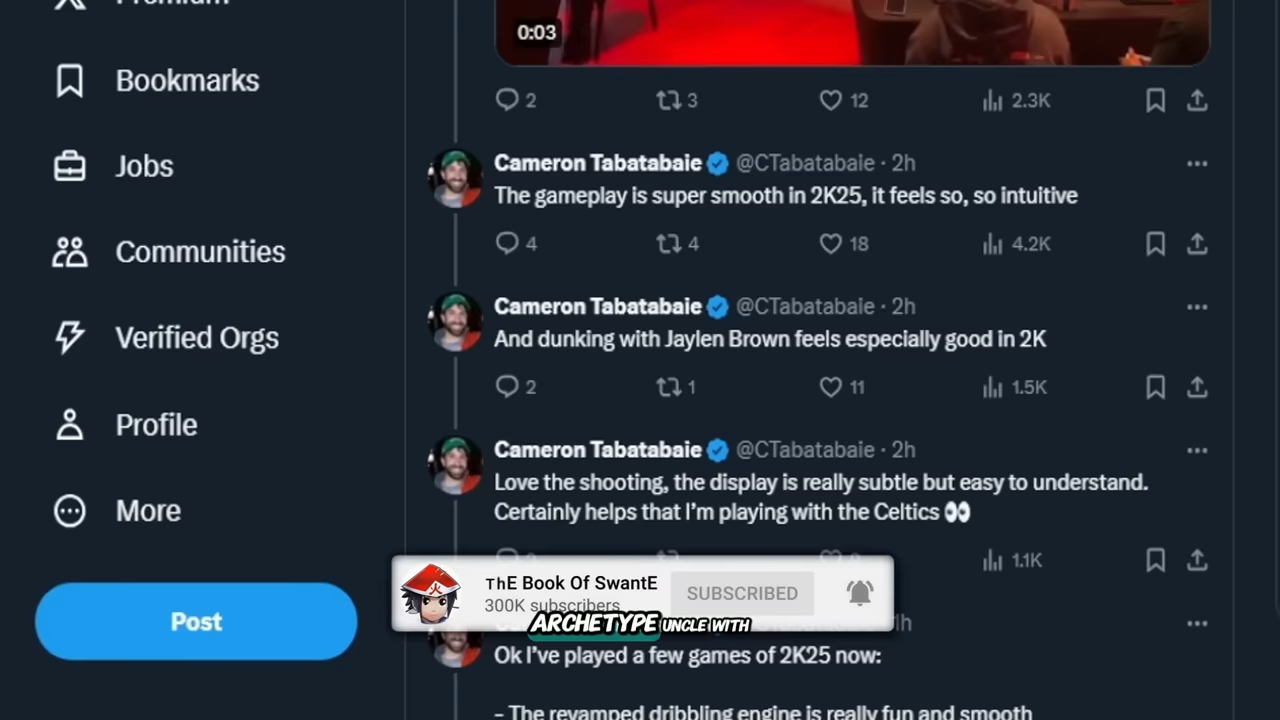 Premium
0:03
Bookmarks
2 3 12 2.3K
Jobs
Cameron Tabatabaie @CTabatabaie · 2h
The gameplay is super smooth in 2K25, it feels so, so intuitive
4 4 18 4.2K
Communities
Cameron Tabatabaie @CTabatabaie · 2h
Verified Orgs
And dunking with Jaylen Brown feels especially good in 2K
2 1 11 1.5K
Profile
Cameron Tabatabaie @CTabatabaie · 2h
Love the shooting, the display is really subtle but easy to understand.
Certainly helps that I'm playing with the Celtics 👀
More
1.1K
ThE Book Of SwantE
300K subscribers
SUBSCRIBED
ARCHETYPE UNCLE WITH
Post
Ok I've played a few games of 2K25 now:
- The revamped dribbling engine is really fun and smooth